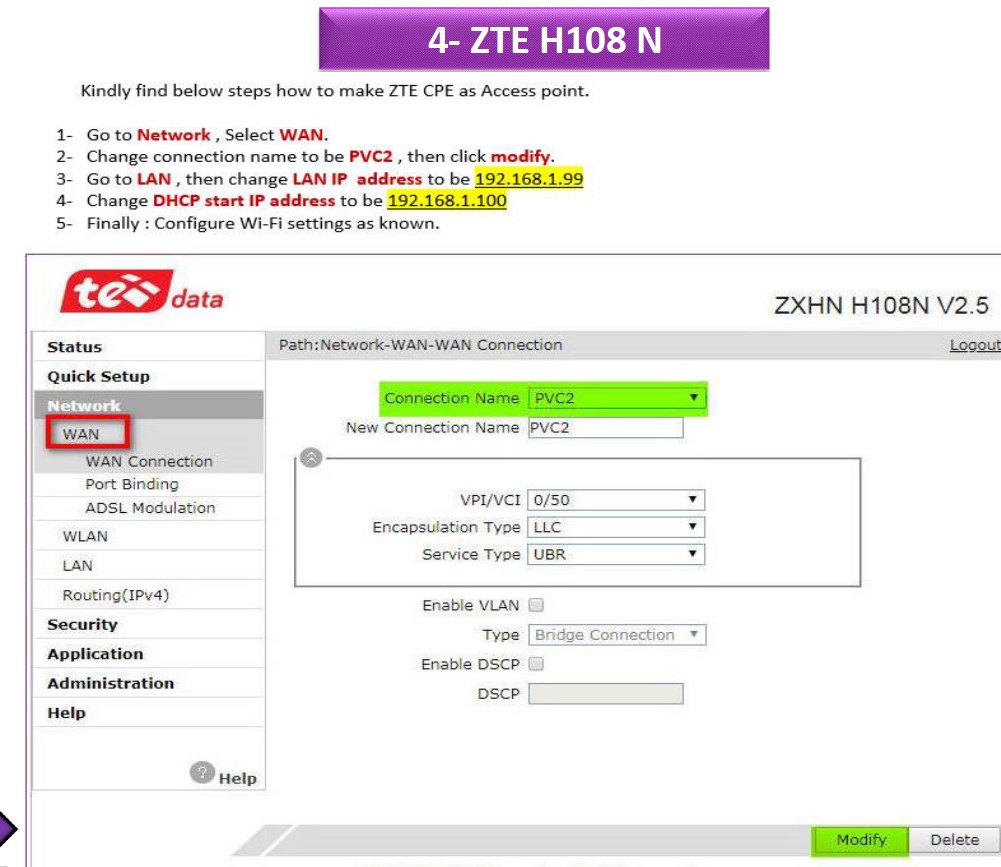 4- ZTE H108 N
Kindly find below steps how to make ZTE CPE as Access point.
1- Go to Network , Select WAN.
2- Change connection name to be PVC2 , then click modify.
3- Go to LAN , then change LAN IP address to be 192.168.1.99
4- Change DHCP start IP address to be 192.168.1.100
5- Finally : Configure Wi-Fi settings as known.
te data
ZXHN H108N V2.5
Path:Network-WAN-WAN Connection
Logout
Status
Quick Setup
Network
WAN
WAN Connection
Port Binding
ADSL Modulation
WLAN
LAN
Routing(IPv4)
Security
Application
Administration
Help
? Help
Connection Name PVC2
New Connection Name PVC2
VPI/VCI 0/50
Encapsulation Type LLC
Service Type UBR
Enable VLAN
Type Bridge Connection
Enable DSCP
DSCP
Modify Delete